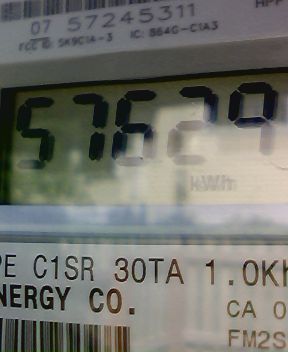 07 57245311
FCC ID: SK9C1A-3 IC: 864G-C1A3
57629
kWh
PE C1SR 30TA 1.0Kh
NERGY CO.
CA 0
FM2S